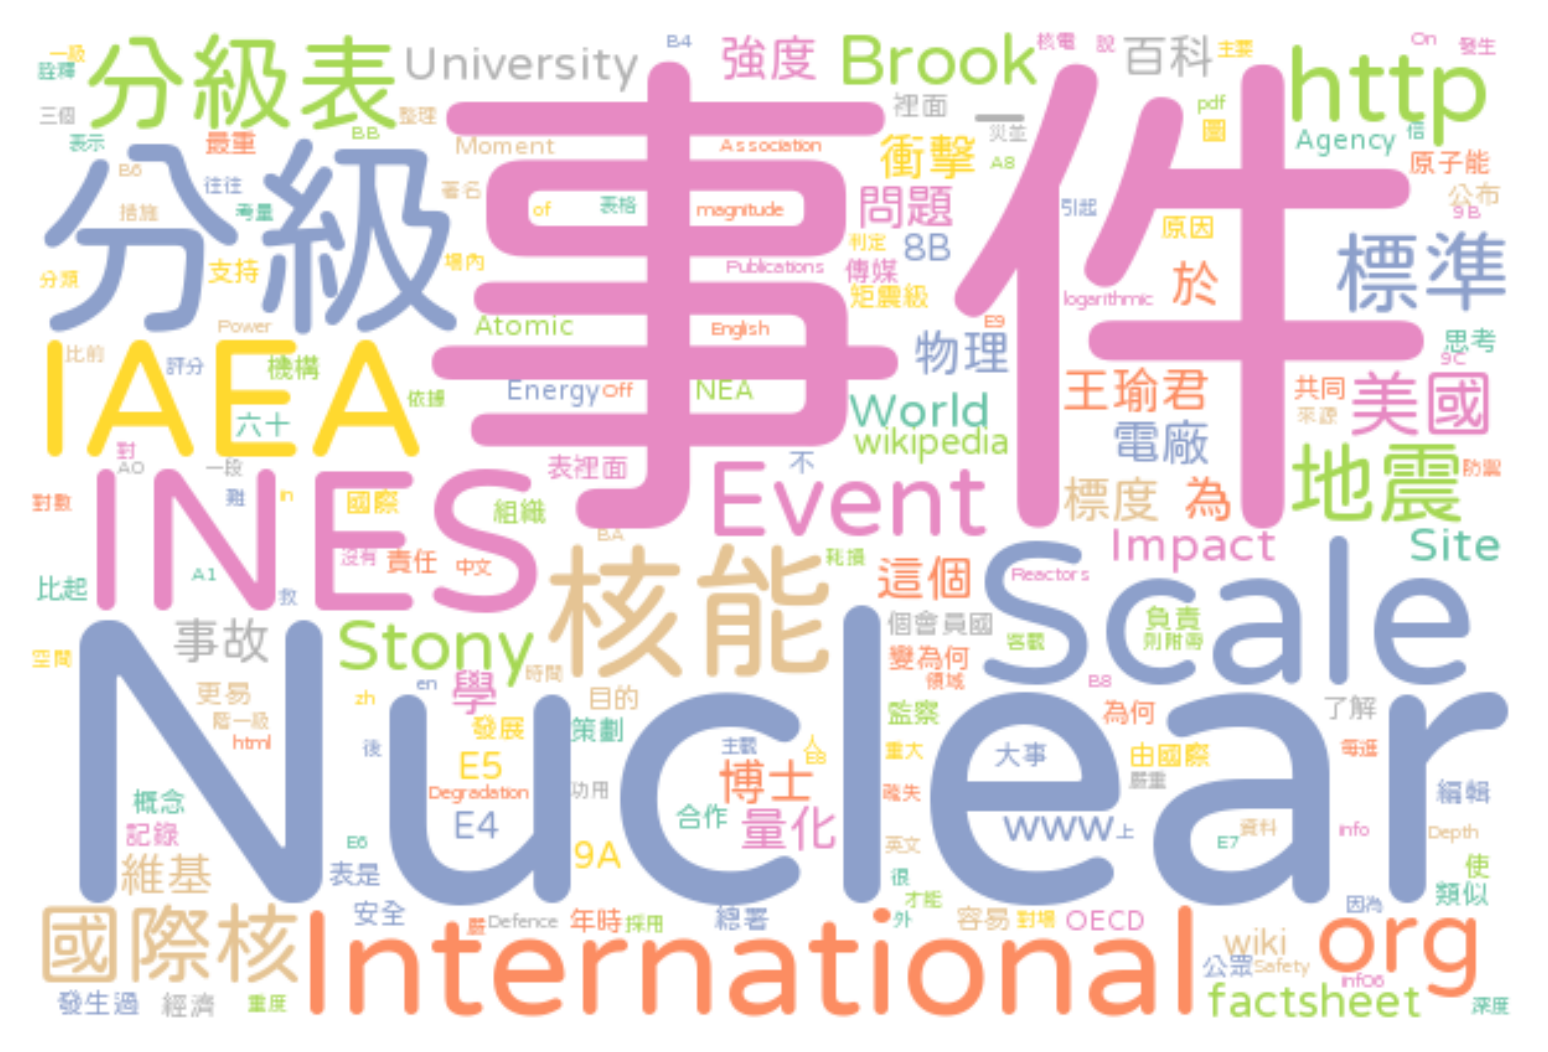 一級
詮釋
分級表
University
B4
強度
Brook
核電
說
百科
主要
On
發生
http
三個
整理
裡面
一
災並
pdf
圖
Agency
信
表示
最重
BB
Moment
Association
衝擊
A8
原子能
分級
B6
往往
著名
事件
問題
公布
9B
措施
考量
of
表格
magnitude
引起
原因
標準
分類
支持
場內
Publications
判定
8B
傳媒
矩震級
logarithmic
於
Power
Atomic
English
E9
物理
思考
9C
比前
評分
機構
IAEA
Energy
Off
NEA
World
王瑜君
共同
來源
美國
六十
依據
wikipedia
電廠
對
A0
一段
表裡面
不
地震
防禦
對數
INES
難
in
國際
組織
Event
標度
為
沒有
責任
中文
BA
核能
耗損
這個
Impact
Site
比起
A1
救
Scale
Reactors
事故
Stony
個會員國
客觀
負責
則附帶
空間
時間
變為何
領域
B8
Nuclear
更易
zh
en
學
目的
監察
為何
了解
階一級
html
後
發展
策劃
主觀
人
E8
重大
大事
由國際
每遲
嚴重
概念
E5
Degradation
功用
博士
編輯
記錄
E4
合作
量化
www
上
E6
9A
英文
E7
資料
info
Depth
維基
表是
很
使
類似
國際核
安全
嚴
Defence
年時
採用
總署
才能
外
容易
對場
OECD
因為
International
wiki
org
公眾
Safety
info06
發生過
經濟
重度
factsheet
深度